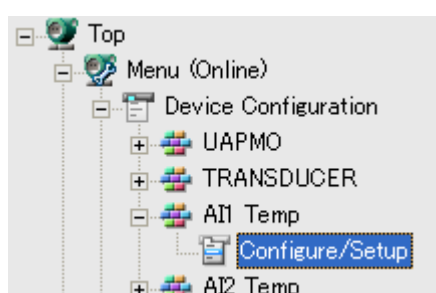 Top
Menu (Online)
Device Configuration
UAPMO
TRANSDUCER
AI1 Temp
Configure/Setup
AI2 Temp